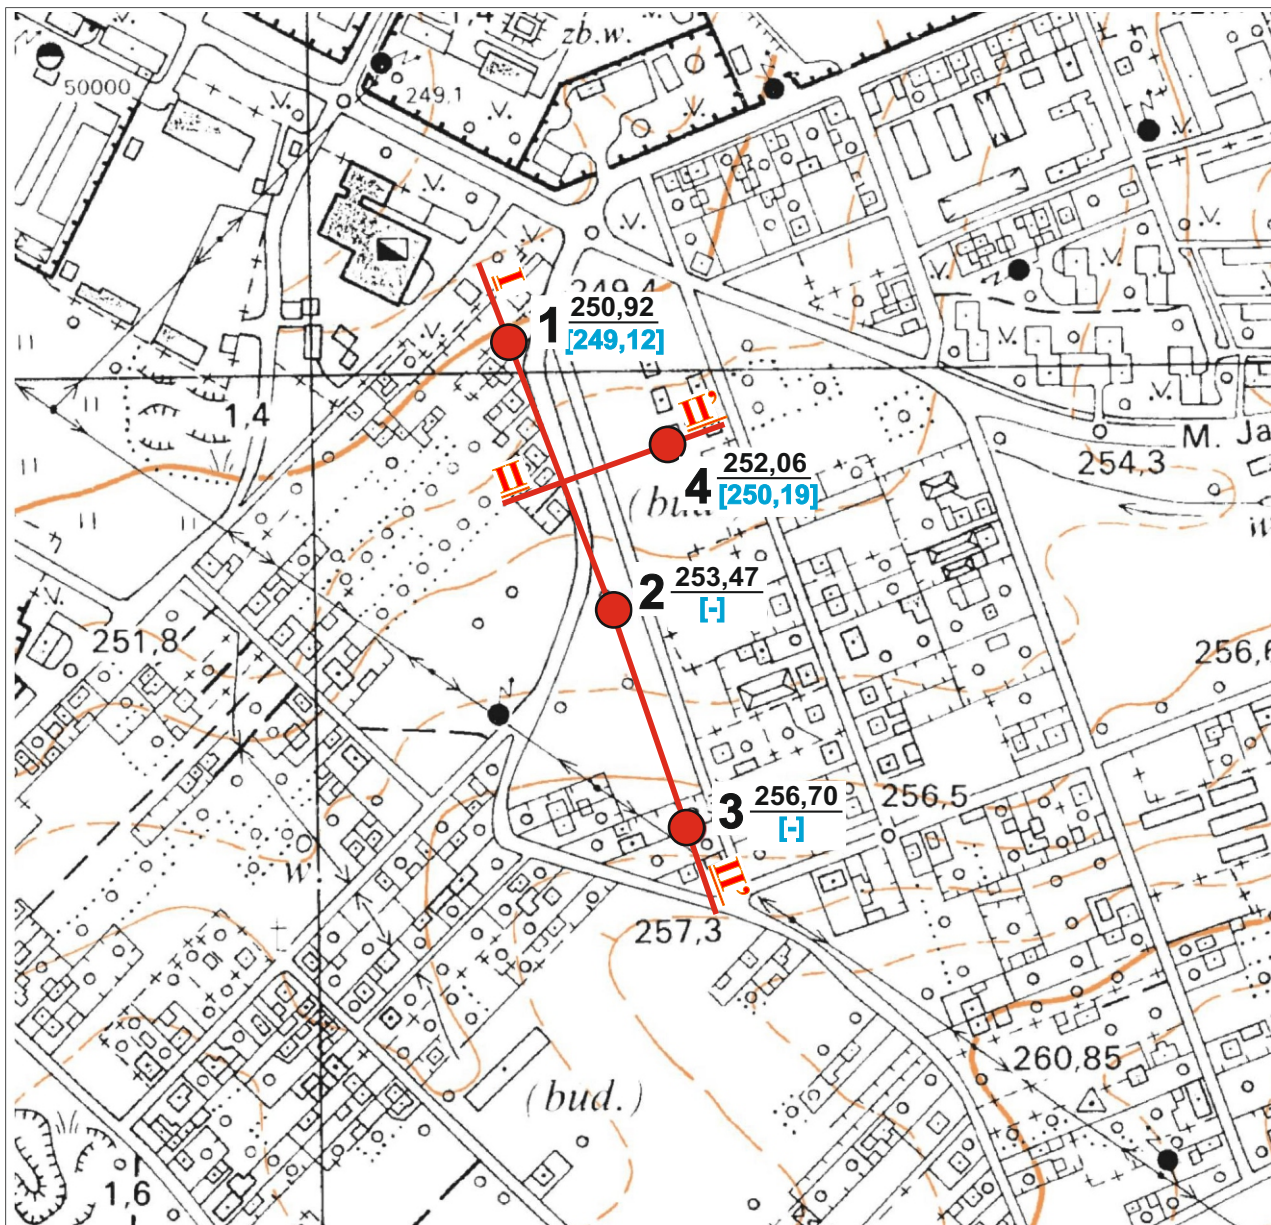 1,4
zb.w.
50000
249,1
I
249,4
1 250,92
[249,12]
1,4
II'
M. Ja
254,3
II
4 252,06
[250,19]
(bud
2 253,47
[-]
251,8
256,6
3 256,70
[-]
256,5
w
II'
257,3
260,85
(bud.)
1,6